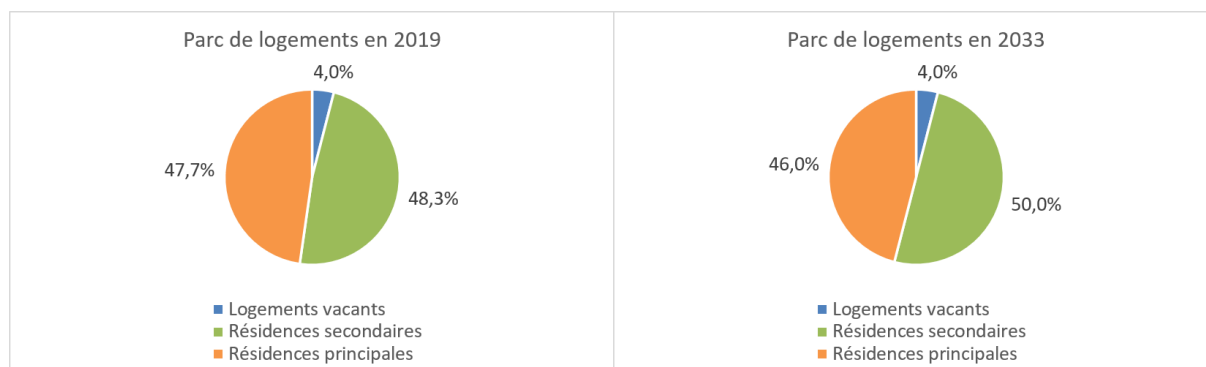 Parc de logements en 2019
4,0%
47,7%
48,3%
Logements vacants
Résidences secondaires
Résidences principales
Parc de logements en 2033
4,0%
46,0%
50,0%
Logements vacants
Résidences secondaires
Résidences principales